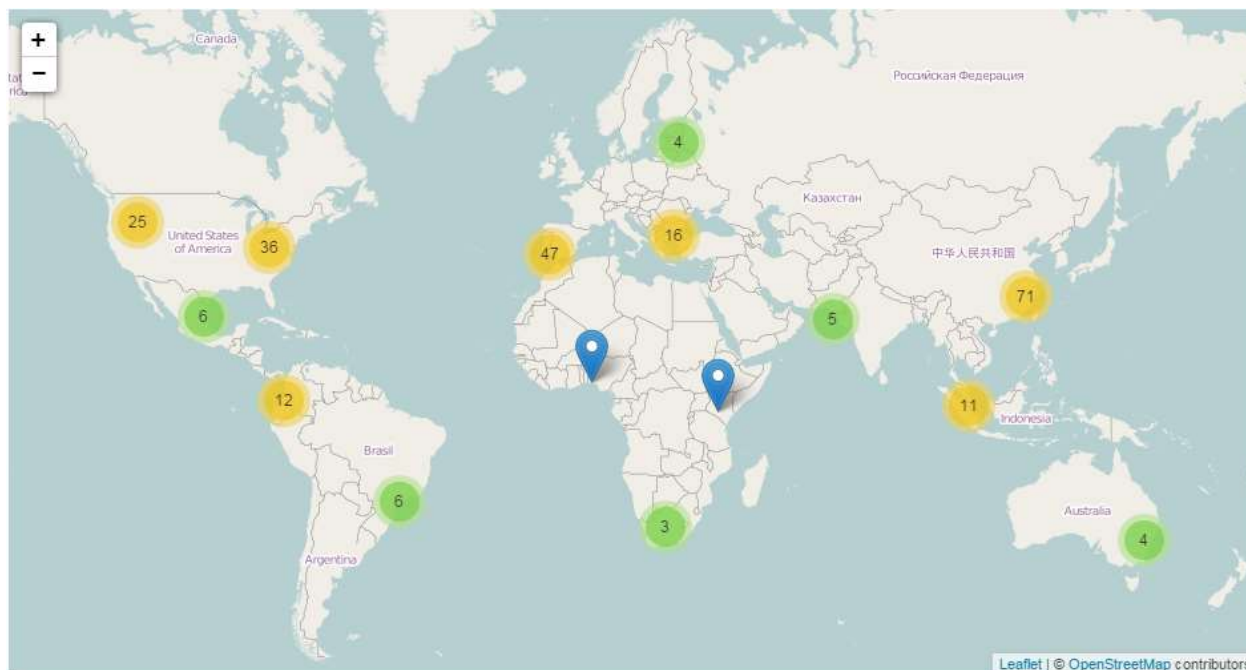 +
−
Canada
Российская Федерация
4
Казахстан
25
United States
of America
36
47
16
中华人民共和国
71
6
5
12
11
Indonesia
Brasil
6
3
Australia
4
Argentina
Leaflet | © OpenStreetMap contributor